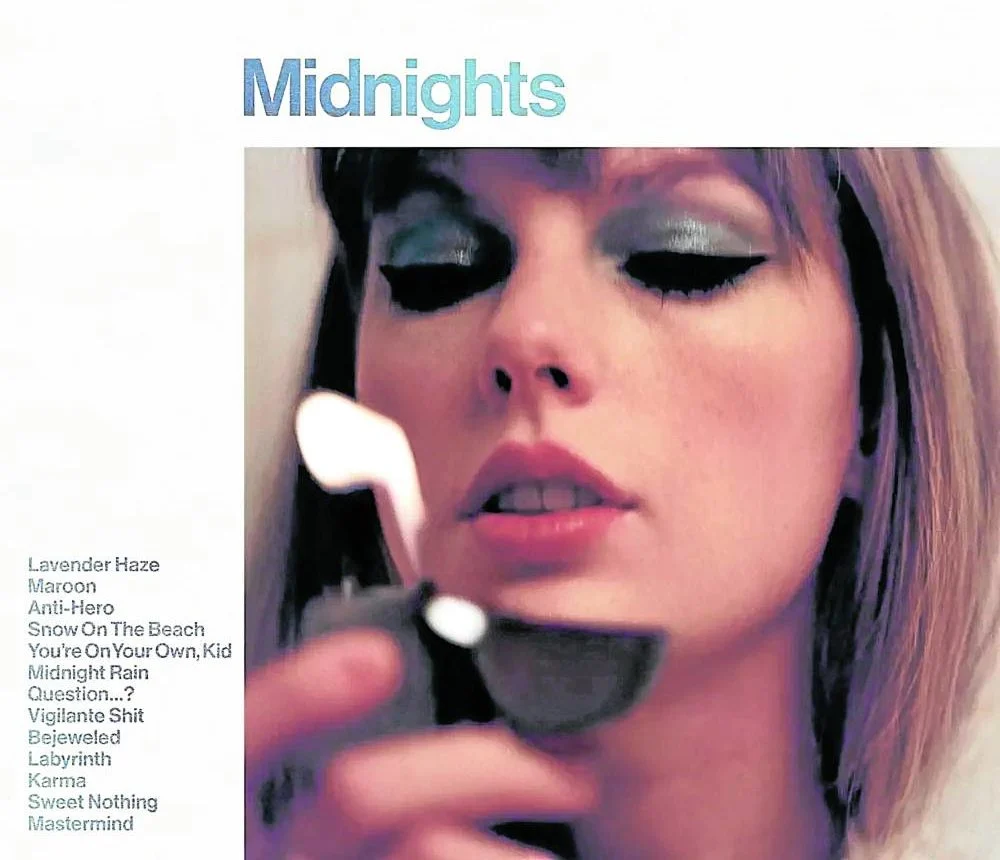 Midnights
Lavender Haze
Maroon
Anti-Hero
Snow On The Beach
You're On Your Own, Kid
Midnight Rain
Question...?
Vigilante Shit
Bejeweled
Labyrinth
Karma
Sweet Nothing
Mastermind